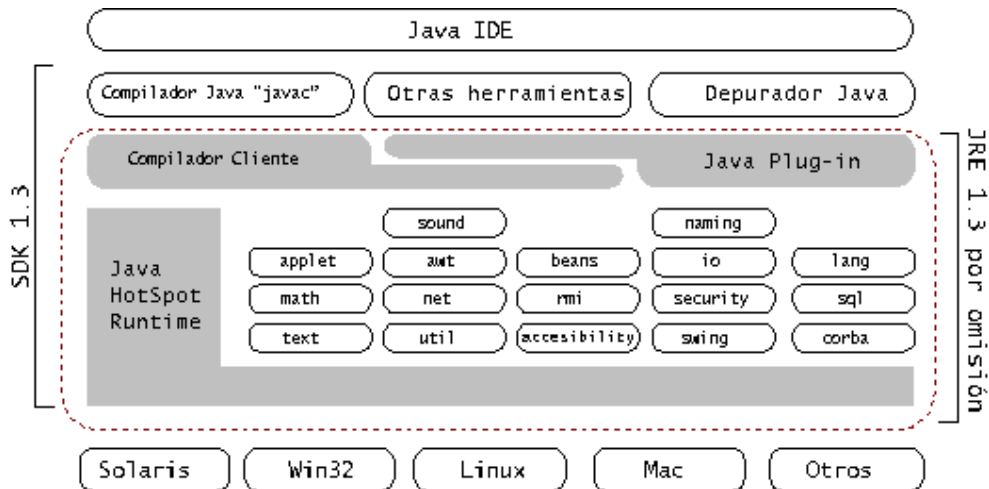 Java IDE
Compilador Java "javac"
Otras herramientas
Depurador Java
SDK 1.3
JRE 1.3 por omisión
Compilador Cliente
Java Plug-in
sound
naming
Java
HotSpot
Runtime
applet
awt
beans
io
lang
math
net
rmi
security
sql
text
util
accesibility
swing
corba
Solaris
Win32
Linux
Mac
Otros